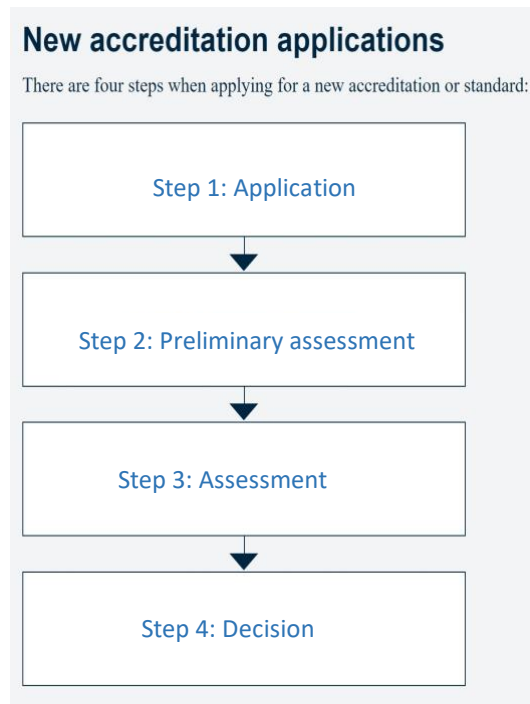 New accreditation applications
There are four steps when applying for a new accreditation or standard:
Step 1: Application
Step 2: Preliminary assessment
Step 3: Assessment
Step 4: Decision